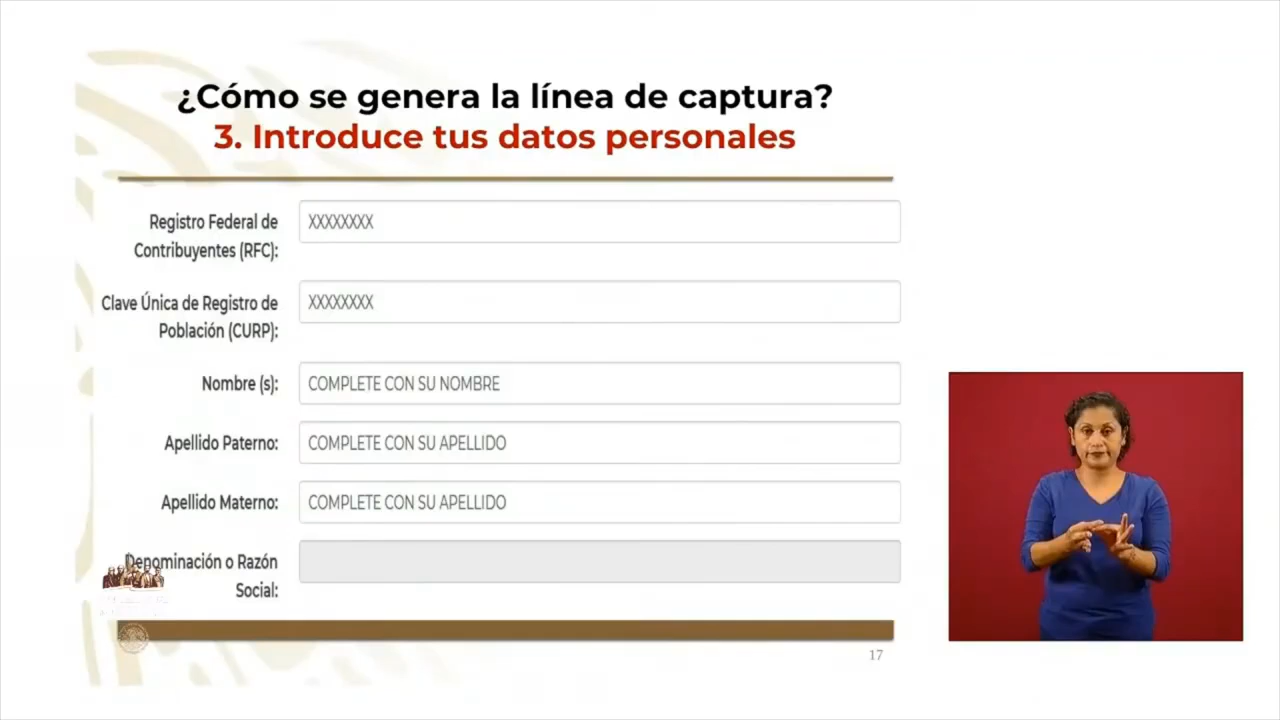 ¿Cómo se genera la línea de captura?
3. Introduce tus datos personales
Registro Federal de
Contribuyentes (RFC):
XXXXXXXX
Clave Única de Registro de
Población (CURP):
XXXXXXXX
Nombre (s):
COMPLETE CON SU NOMBRE
Apellido Paterno:
COMPLETE CON SU APELLIDO
Apellido Materno:
COMPLETE CON SU APELLIDO
Denominación o Razón
Social:
17